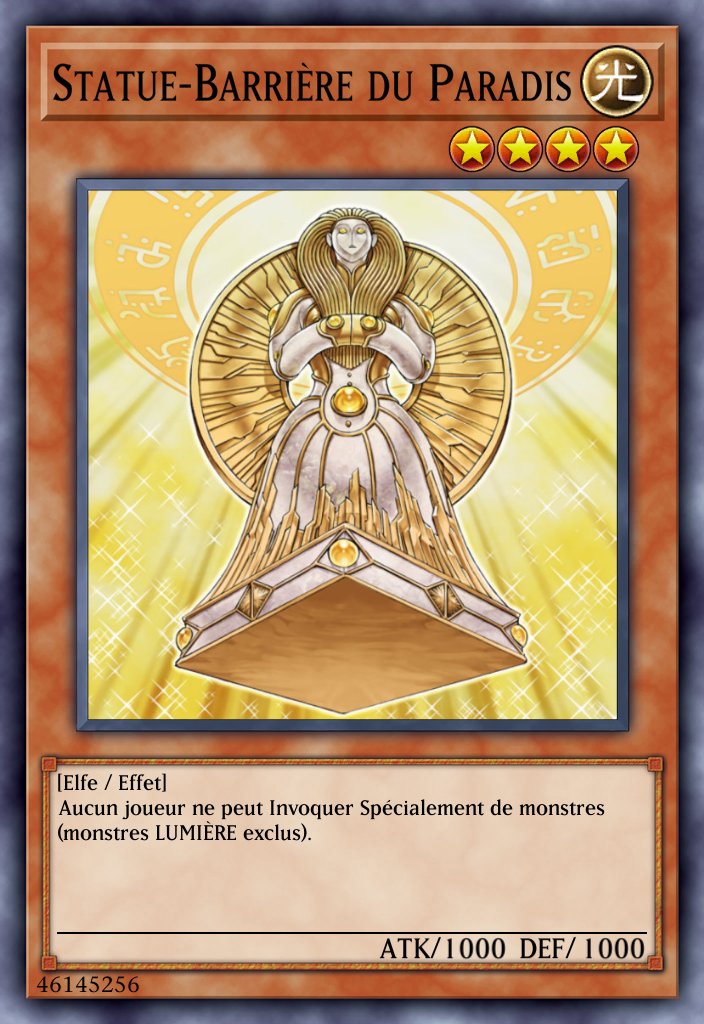 Statue-Barrière du Paradis
光
[Elfe / Effet]
Aucun joueur ne peut Invoquer Spécialement de monstres
(monstres LUMIÈRE exclus).
ATK/1000 DEF/1000
46145256